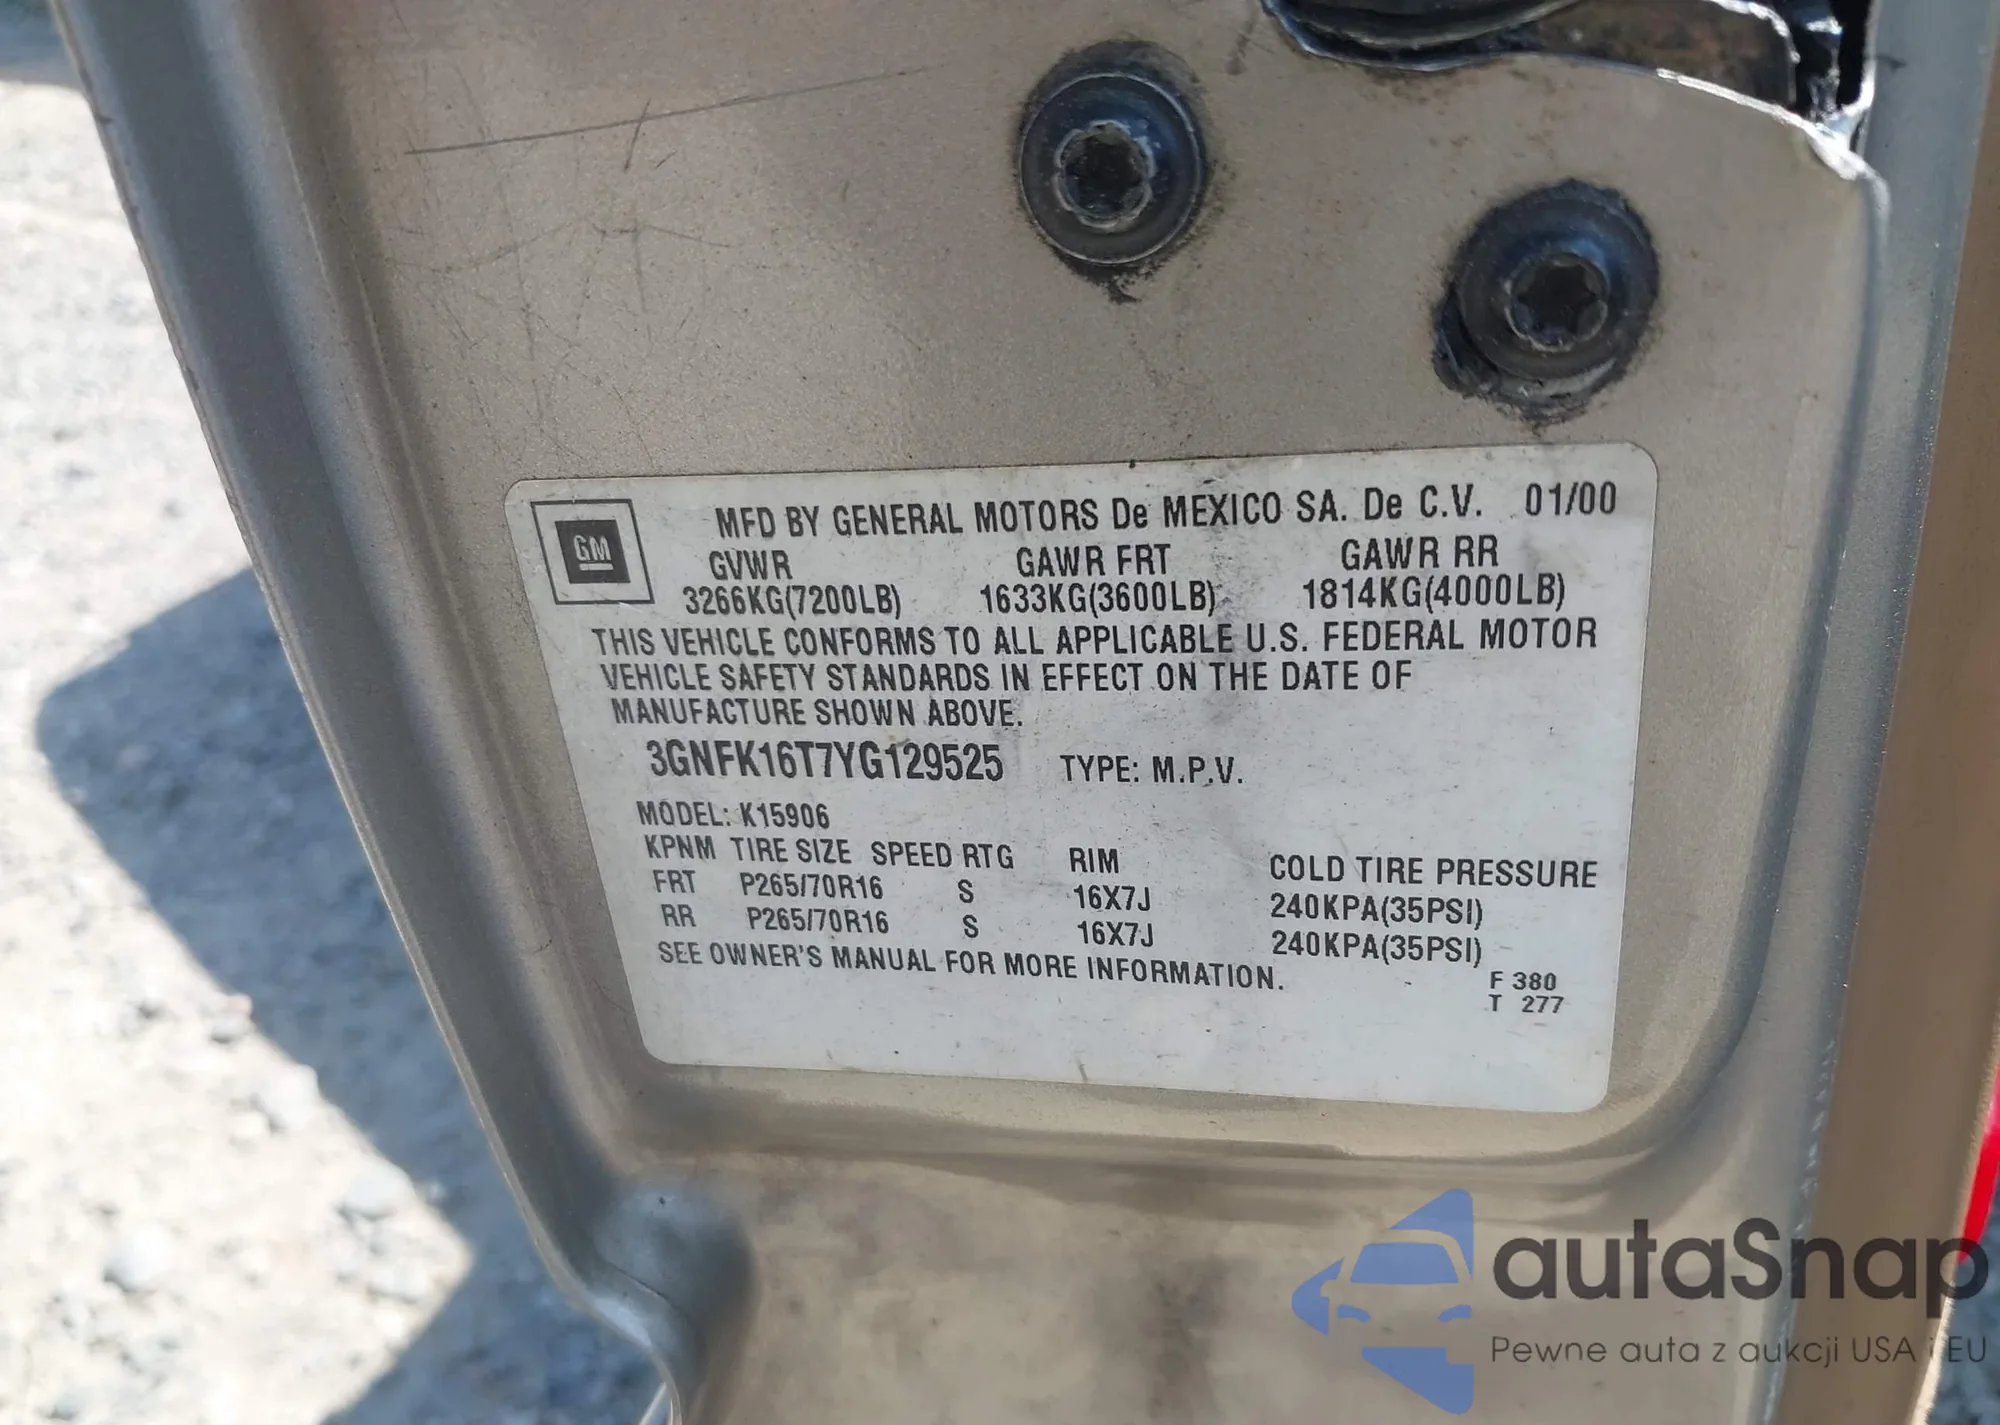 GM
MFD BY GENERAL MOTORS De MEXICO SA. De C.V. 01/00
GVWR GAWR FRT GAWR RR
3266KG(7200LB) 1633KG(3600LB) 1814KG(4000LB)
THIS VEHICLE CONFORMS TO ALL APPLICABLE U.S. FEDERAL MOTOR
VEHICLE SAFETY STANDARDS IN EFFECT ON THE DATE OF
MANUFACTURE SHOWN ABOVE.
3GNFK16T7YG129525 TYPE: M.P.V.
MODEL: K15906
KPNM TIRE SIZE SPEED RTG RIM COLD TIRE PRESSURE
FRT P265/70R16 S 16X7J 240KPA(35PSI)
RR P265/70R16 S 16X7J 240KPA(35PSI)
SEE OWNER'S MANUAL FOR MORE INFORMATION.
F 380
T 277
autaSnap
Pewne auta z aukcji USA i EU